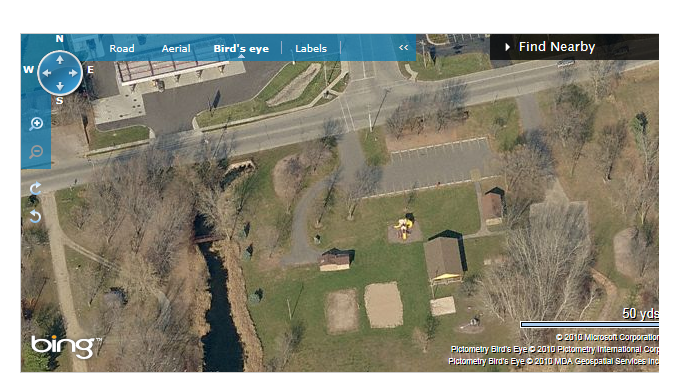 N
Road Aerial Bird's eye Labels << Find Nearby
W E
S
50 yds
bing™
© 2010 Microsoft Corporation
Pictometry Bird's Eye © 2010 Pictometry International Corp
Pictometry Bird's Eye © 2010 MDA Geospatial Services Inc